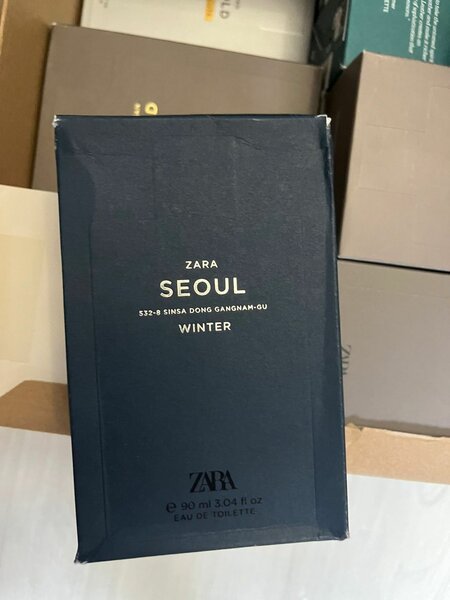 ZARA
SEOUL
532-8 SINSA DONG GANGNAM-GU
WINTER
ZARA
e 90 ml 3.04 fl oz
EAU DE TOILETTE
ZARA